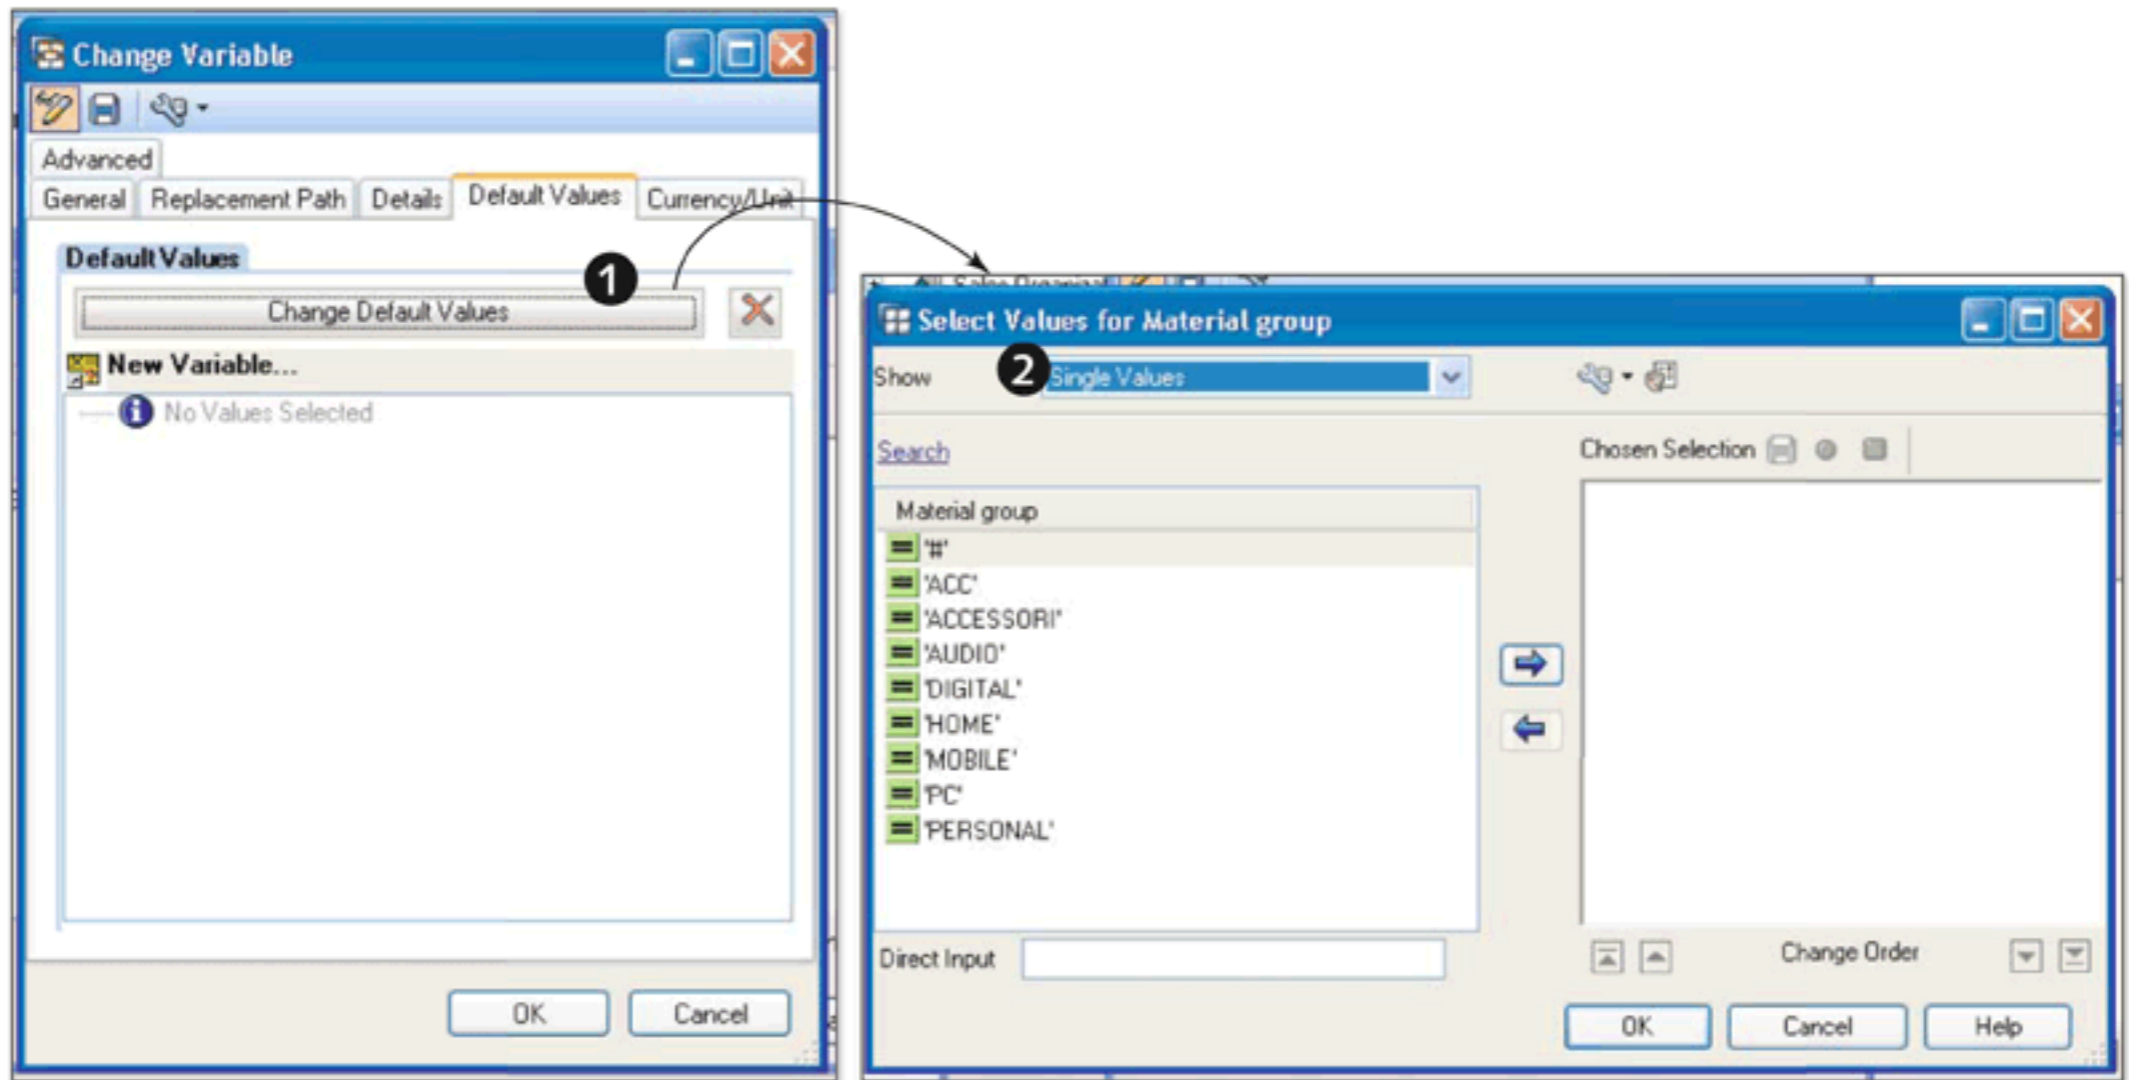 Change Variable
Advanced
General
Replacement Path
Details
Default Values
Currency/Unit
Default Values
1
Change Default Values
New Variable...
No Values Selected
OK
Cancel
Select Values for Material group
Show
2
Single Values
Search
Chosen Selection
Material group
'#'
'ACC'
'ACCESSORI'
'AUDIO'
'DIGITAL'
'HOME'
'MOBILE'
'PC'
'PERSONAL'
Direct Input
Change Order
OK
Cancel
Help